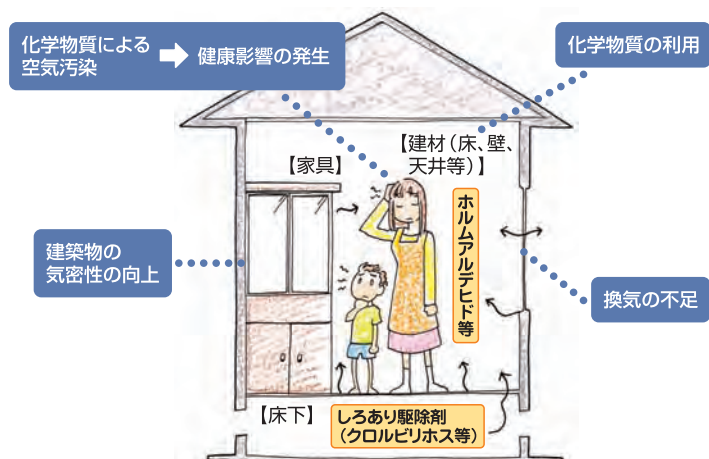 化学物質による
空気汚染
健康影響の発生
化学物質の利用
【建材（床、壁、
天井等）】
【家具】
ホルムアルデヒド等
建築物の
気密性の向上
換気の不足
【床下】
しろあり駆除剤
（クロルピリホス等）